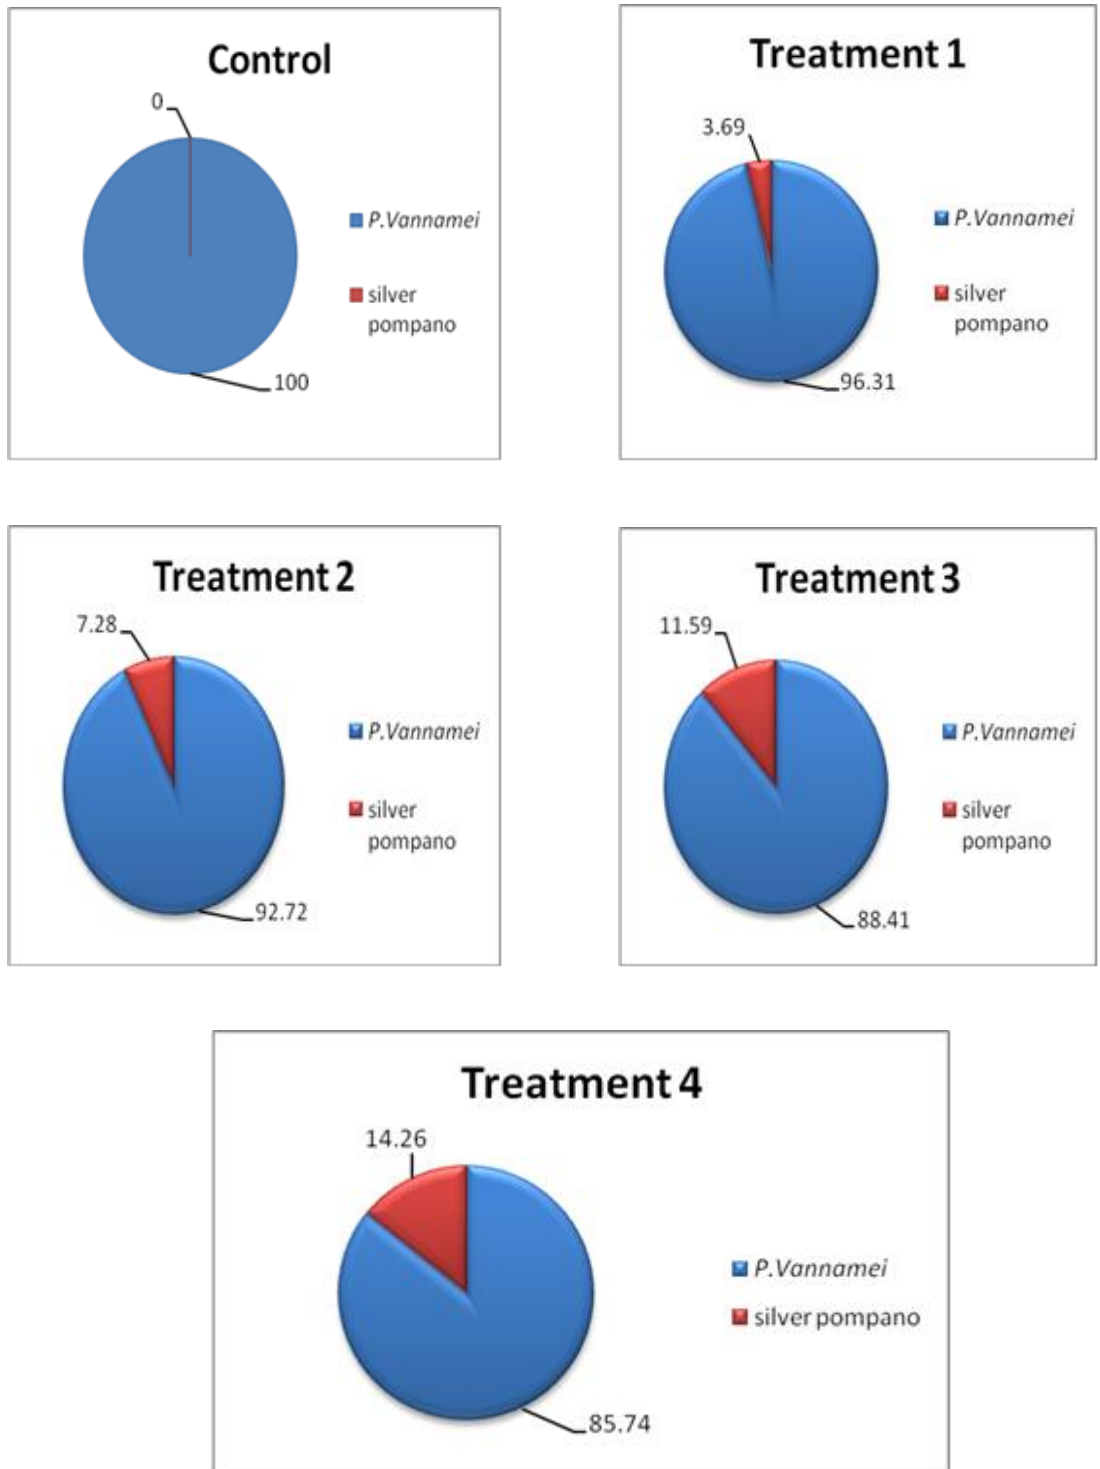 Control
0
P.Vannamei
silver
pompano
100
Treatment 1
3.69
P.Vannamei
silver
pompano
96.31
Treatment 2
7.28
P.Vannamei
silver
pompano
92.72
Treatment 3
11.59
P.Vannamei
silver
pompano
88.41
Treatment 4
14.26
P.Vannamei
silver pompano
85.74